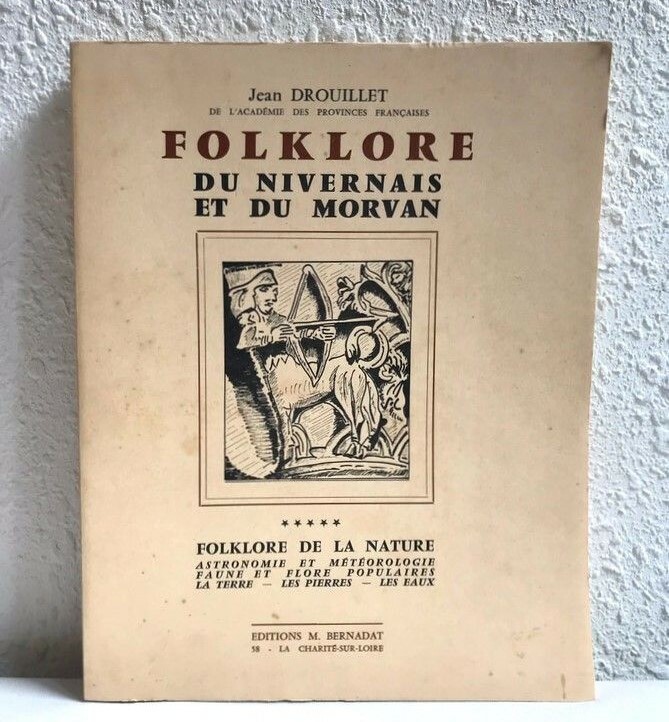 Jean DROUILLET
DE L'ACADÉMIE DES PROVINCES FRANÇAISES
FOLKLORE
DU NIVERNAIS
ET DU MORVAN
★★★★★
FOLKLORE DE LA NATURE
ASTRONOMIE ET MÉTÉOROLOGIE
FAUNE ET FLORE POPULAIRES
LA TERRE — LES PIERRES — LES EAUX
EDITIONS M. BERNADAT
58 - LA CHARITÉ-SUR-LOIRE